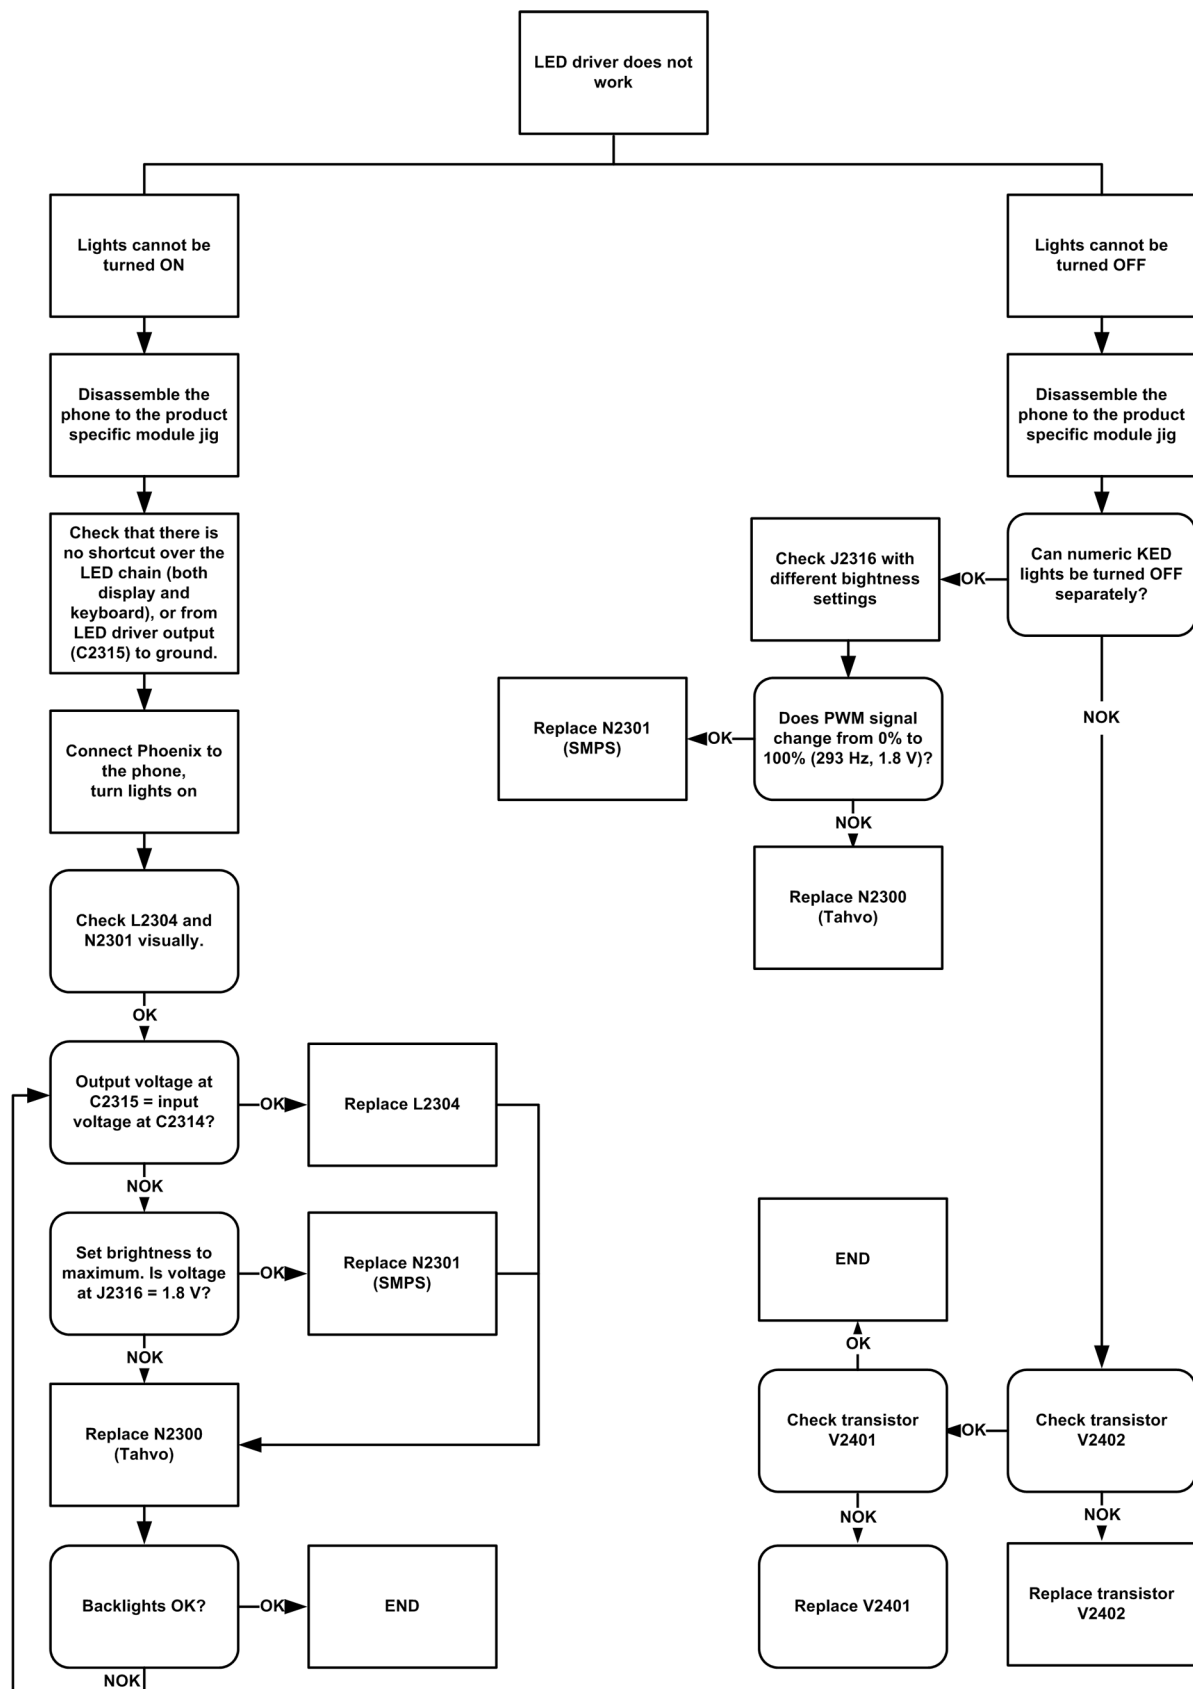 LED driver does not
work
Lights cannot be
turned ON
Lights cannot be
turned OFF
Disassemble the
phone to the product
specific module jig
Disassemble the
phone to the product
specific module jig
Check that there is
no shortcut over the
LED chain (both
display and
keyboard), or from
LED driver output
(C2315) to ground.
Check J2316 with
different bightness
settings
OK
Can numeric KED
lights be turned OFF
separately?
NOK
Connect Phoenix to
the phone,
turn lights on
Replace N2301
(SMPS)
OK
Does PWM signal
change from 0% to
100% (293 Hz, 1.8 V)?
NOK
Replace N2300
(Tahvo)
Check L2304 and
N2301 visually.
OK
Output voltage at
C2315 = input
voltage at C2314?
OK
Replace L2304
NOK
Set brightness to
maximum. Is voltage
at J2316 = 1.8 V?
OK
Replace N2301
(SMPS)
NOK
END
OK
Replace N2300
(Tahvo)
Check transistor
V2401
OK
Check transistor
V2402
NOK
NOK
Backlights OK?
OK
END
Replace V2401
Replace transistor
V2402
NOK